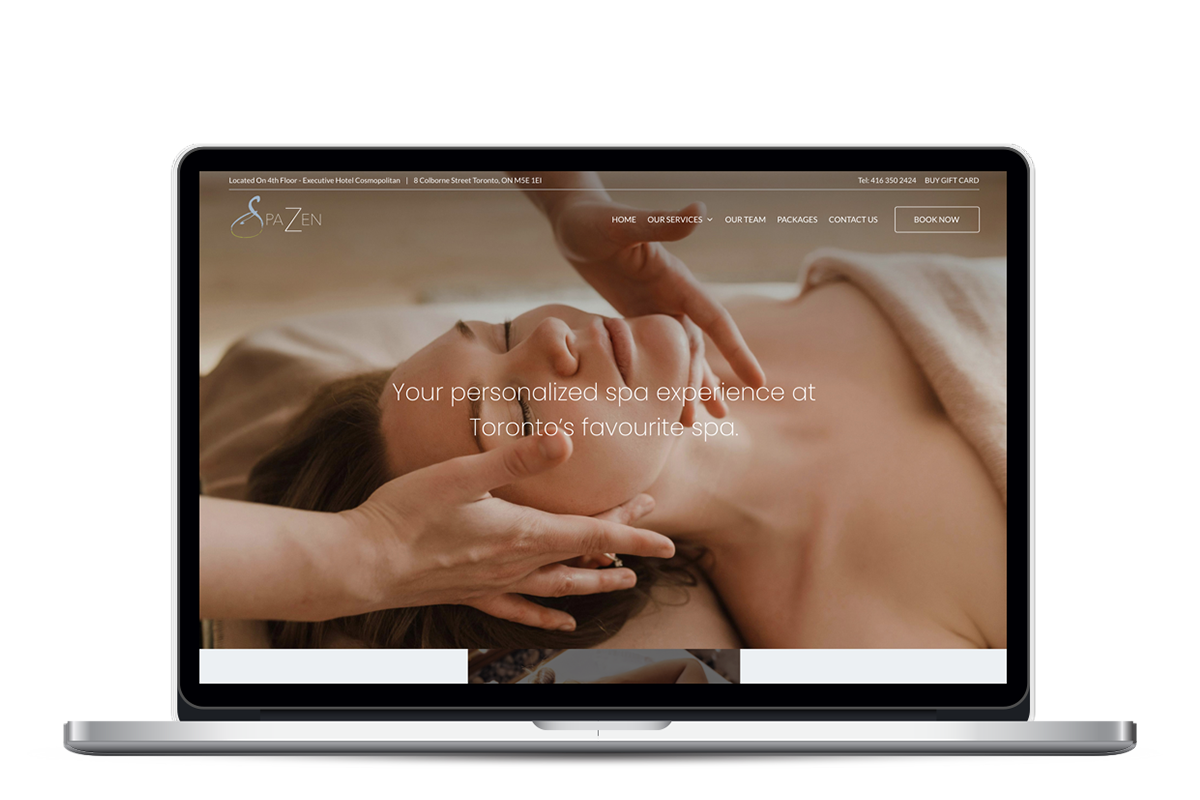 Located On 4th Floor - Executive Hotel Cosmopolitan | 8 Colborne Street Toronto, ON M5E 1E1 Tel: 416 350 2424 BUY GIFT CARD
SPA ZEN
HOME OUR SERVICES OUR TEAM PACKAGES CONTACT US BOOK NOW
Your personalized spa experience at
Toronto's favourite spa.